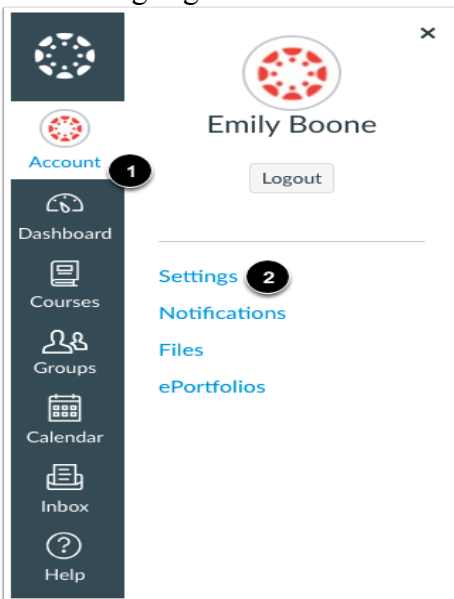 ×
Emily Boone
Account 1
Logout
Dashboard
Settings 2
Courses
Notifications
Files
Groups
ePortfolios
Calendar
Inbox
?
Help